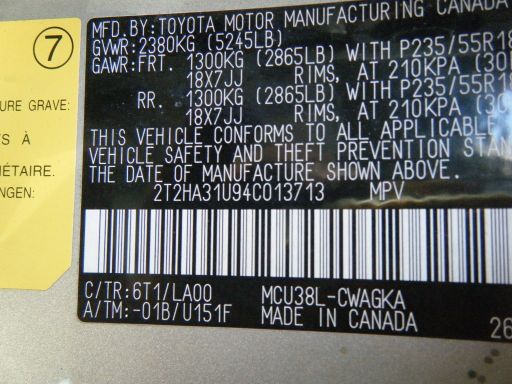 7
URE GRAVE:
S À
IÉTAIRE.
NGEN:
MFD. BY: TOYOTA MOTOR MANUFACTURING CANADA
GVWR: 2380KG (5245LB)
GAWR: FRT. 1300KG (2865LB) WITH P235/55R18
18X7JJ RIMS, AT 210KPA (30
RR. 1300KG (2865LB) WITH P235/55R18
18X7JJ RIMS, AT 210KPA (30
THIS VEHICLE CONFORMS TO ALL APPLICABLE
VEHICLE SAFETY AND THEFT PREVENTION STAN
THE DATE OF MANUFACTURE SHOWN ABOVE.
2T2HA31U94C013713 MPV
C/TR: 6T1/LA00 MCU38L-CWAGKA
A/TM: -01B/U151F MADE IN CANADA
26